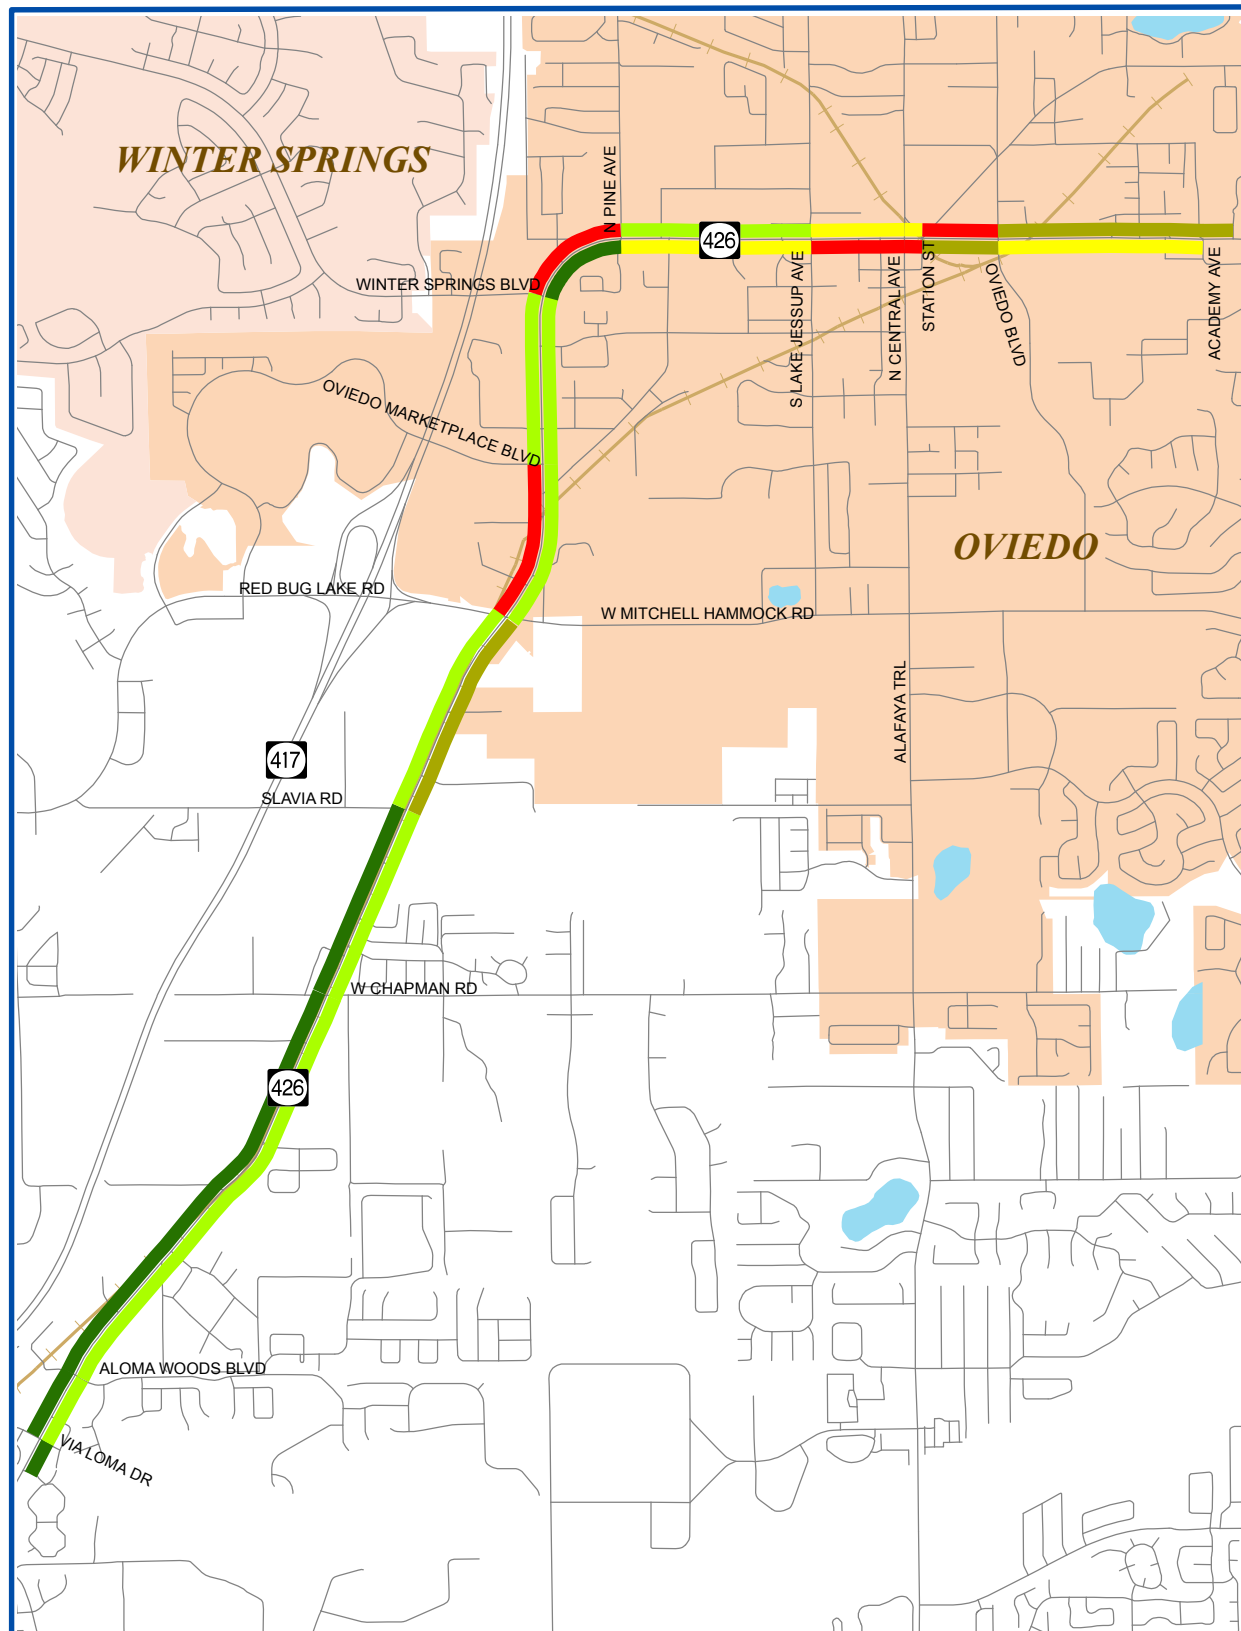 WINTER SPRINGS
N PINE AVE
426
WINTER SPRINGS BLVD
S LAKE JESSUP AVE
N CENTRAL AVE
STATION ST
OVIEDO BLVD
ACADEMY AVE
OVIEDO MARKETPLACE BLVD
OVIEDO
RED BUG LAKE RD
W MITCHELL HAMMOCK RD
ALAFAYA TRL
417
SLAVIA RD
W CHAPMAN RD
426
ALOMA WOODS BLVD
VIA LOMA DR